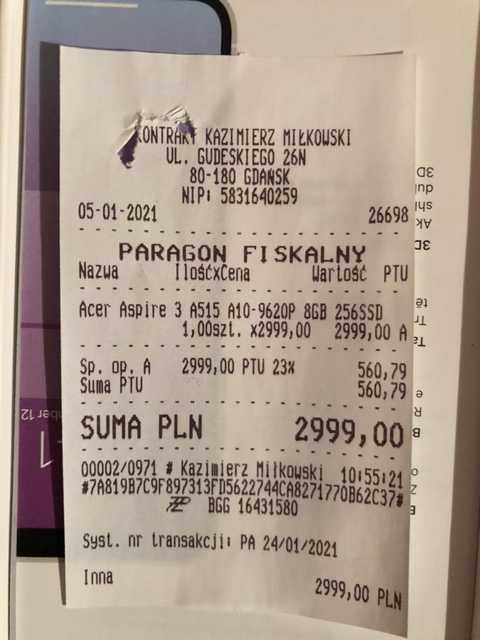 KONTRAKT KAZIMIERZ MIŁKOWSKI
UL. GUDESKIEGO 26N
80-180 GDAŃSK
NIP: 5831640259
05-01-2021 26698
PARAGON FISKALNY
Nazwa IlośćxCena Wartość PTU
Acer Aspire 3 A515 A10-9620P 8GB 256SSD
1,00szt. x2999,00 2999,00 A
Sp. op. A 2999,00 PTU 23% 560,79
Suma PTU 560,79
SUMA PLN 2999,00
00002/0971 # Kazimierz Miłkowski 10:55:21
#7A819B7C9F897313FD5622744CA8271770B62C37#
BGG 16431580
Syst. nr transakcji: PA 24/01/2021
Inna 2999,00 PLN